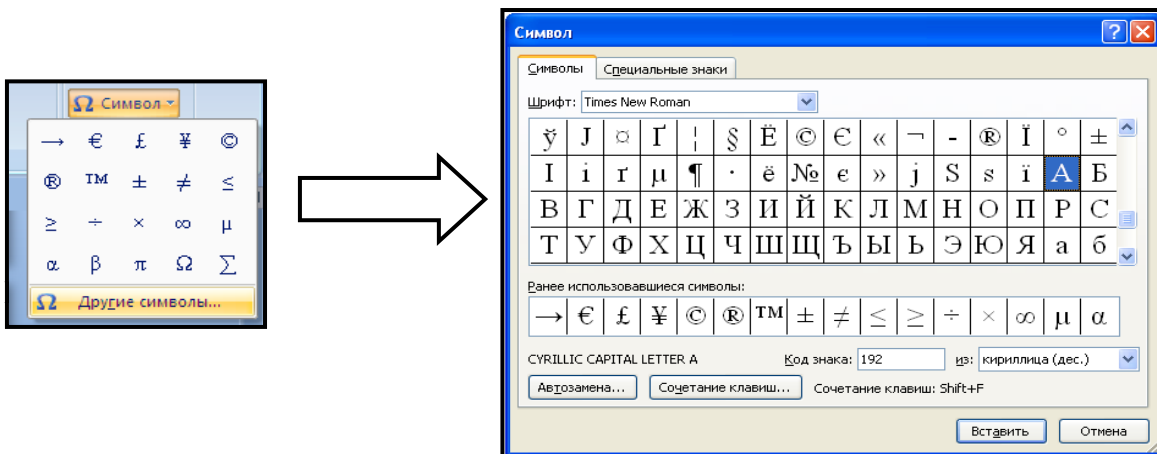 Ω Символ
→ € £ ¥ ©
® ™ ± ≠ ≤
≥ ÷ × ∞ µ
α β π Ω Σ
Ω Другие символы...
Символ
Символы Специальные знаки
Шрифт: Times New Roman
ў Ј ¤ Ґ ¦ § Ё © Є « ¬ - ® Ї ° ±
І і ґ µ ¶ · ё № є » ј Ѕ ѕ ї А Б
В Г Д Е Ж З И Й К Л М Н О П Р С
Т У Ф Х Ц Ч Ш Щ Ъ Ы Ь Э Ю Я а б
Ранее использовавшиеся символы:
→ € £ ¥ © ® ™ ± ≠ ≤ ≥ ÷ × ∞ µ α
CYRILLIC CAPITAL LETTER A Код знака: 192 из: кириллица (дес.)
Автозамена... Сочетание клавиш... Сочетание клавиш: Shift+F
Вставить Отмена